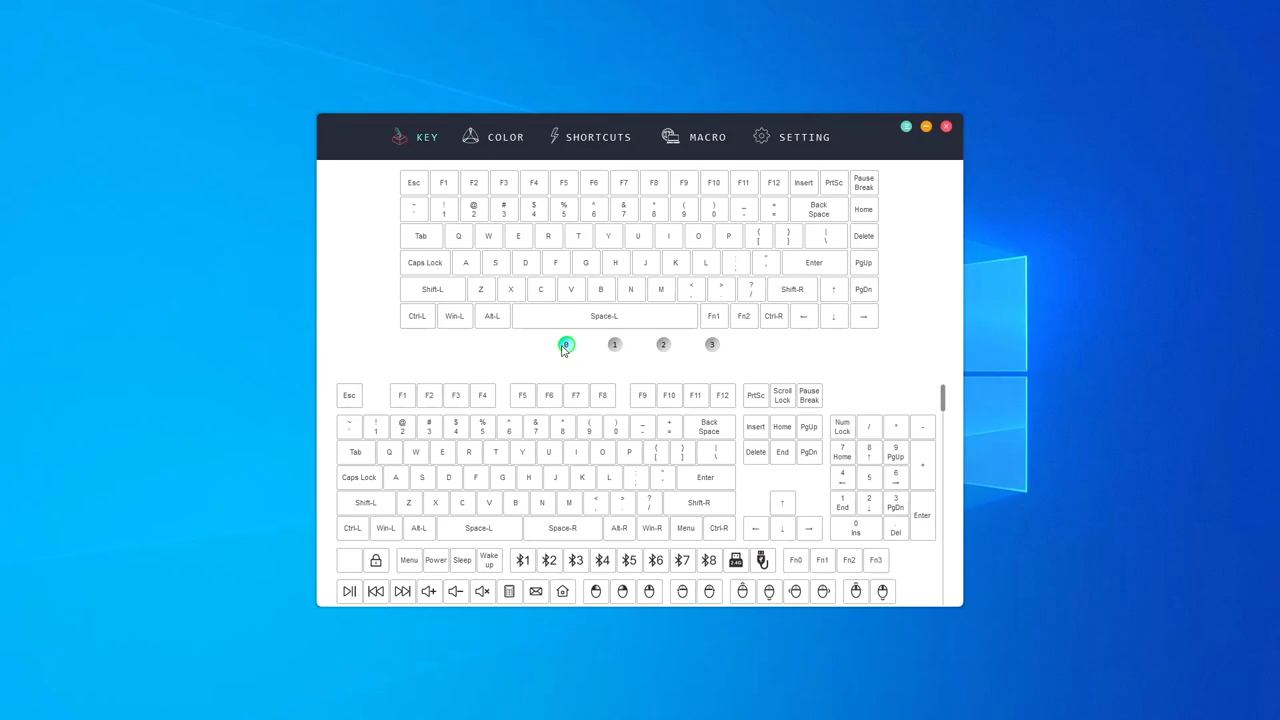 KEY COLOR SHORTCUTS MACRO SETTING
Esc F1 F2 F3 F4 F5 F6 F7 F8 F9 F10 F11 F12 Insert PrtSc Pause Break
~ ` ! 1 @ 2 # 3 $ 4 % 5 ^ 6 & 7 * 8 ( 9 ) 0 _ - + = Back Space Home
Tab Q W E R T Y U I O P { [ } ] | \ Delete
Caps Lock A S D F G H J K L : ; " ' Enter PgUp
Shift-L Z X C V B N M < , > . ? / Shift-R ↑ PgDn
Ctrl-L Win-L Alt-L Space-L Fn1 Fn2 Ctrl-R ← ↓ →
0 1 2 3
Esc F1 F2 F3 F4 F5 F6 F7 F8 F9 F10 F11 F12 PrtSc Scroll Lock Pause Break
~ ` ! 1 @ 2 # 3 $ 4 % 5 ^ 6 & 7 * 8 ( 9 ) 0 _ - + = Back Space Insert Home PgUp Num Lock / * -
Tab Q W E R T Y U I O P { [ } ] | \ Delete End PgDn 7 Home 8 ↑ 9 PgUp +
Caps Lock A S D F G H J K L : ; " ' Enter 4 ← 5 6 →
Shift-L Z X C V B N M < , > . ? / Shift-R ↑ 1 End 2 ↓ 3 PgDn Enter
Ctrl-L Win-L Alt-L Space-L Space-R Alt-R Win-R Menu Ctrl-R ← ↓ → 0 Ins . Del
Menu Power Sleep Wake up 1 2 3 4 5 6 7 8 2.4G Fn0 Fn1 Fn2 Fn3